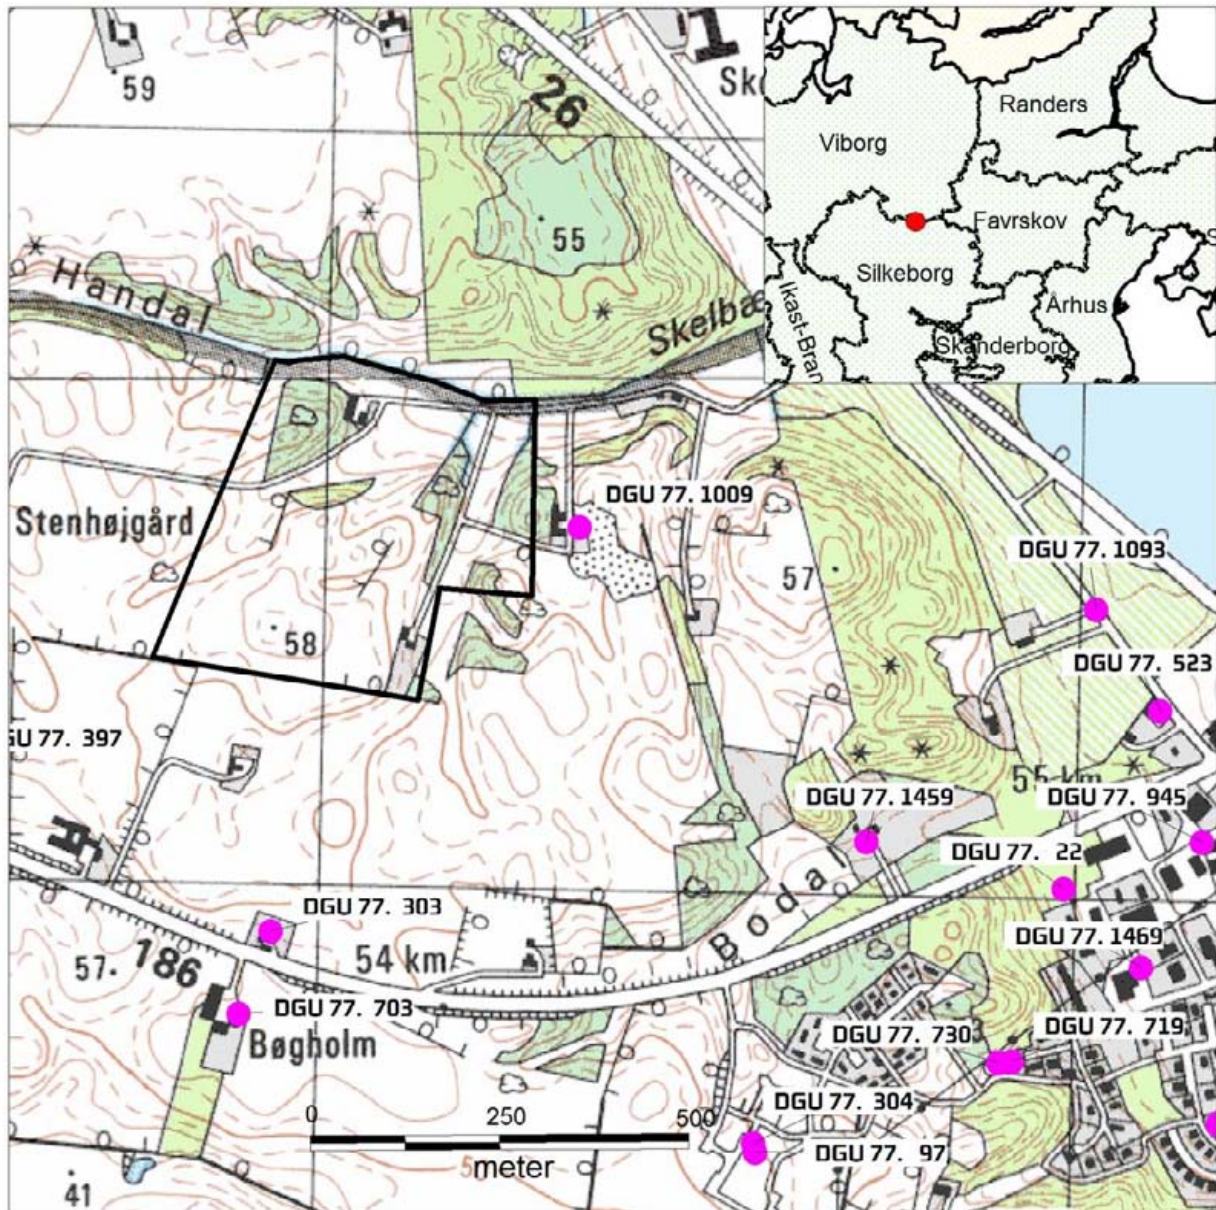 59
26
Sk
55
Handal
Skelbæ
Viborg
Randers
Favrskov
Silkeborg
Århus
Ikast-Bran
Skanderborg
S
Stenhøjgård
DGU 77. 1009
57
DGU 77. 1093
58
DGU 77. 523
GU 77. 397
55 km
DGU 77. 1459
DGU 77. 945
DGU 77. 22
DGU 77. 303
Bodal
DGU 77. 1469
57
186
54 km
DGU 77. 703
Bøgholm
DGU 77. 730
DGU 77. 719
0 250 500
meter
DGU 77. 304
DGU 77. 97
41
5